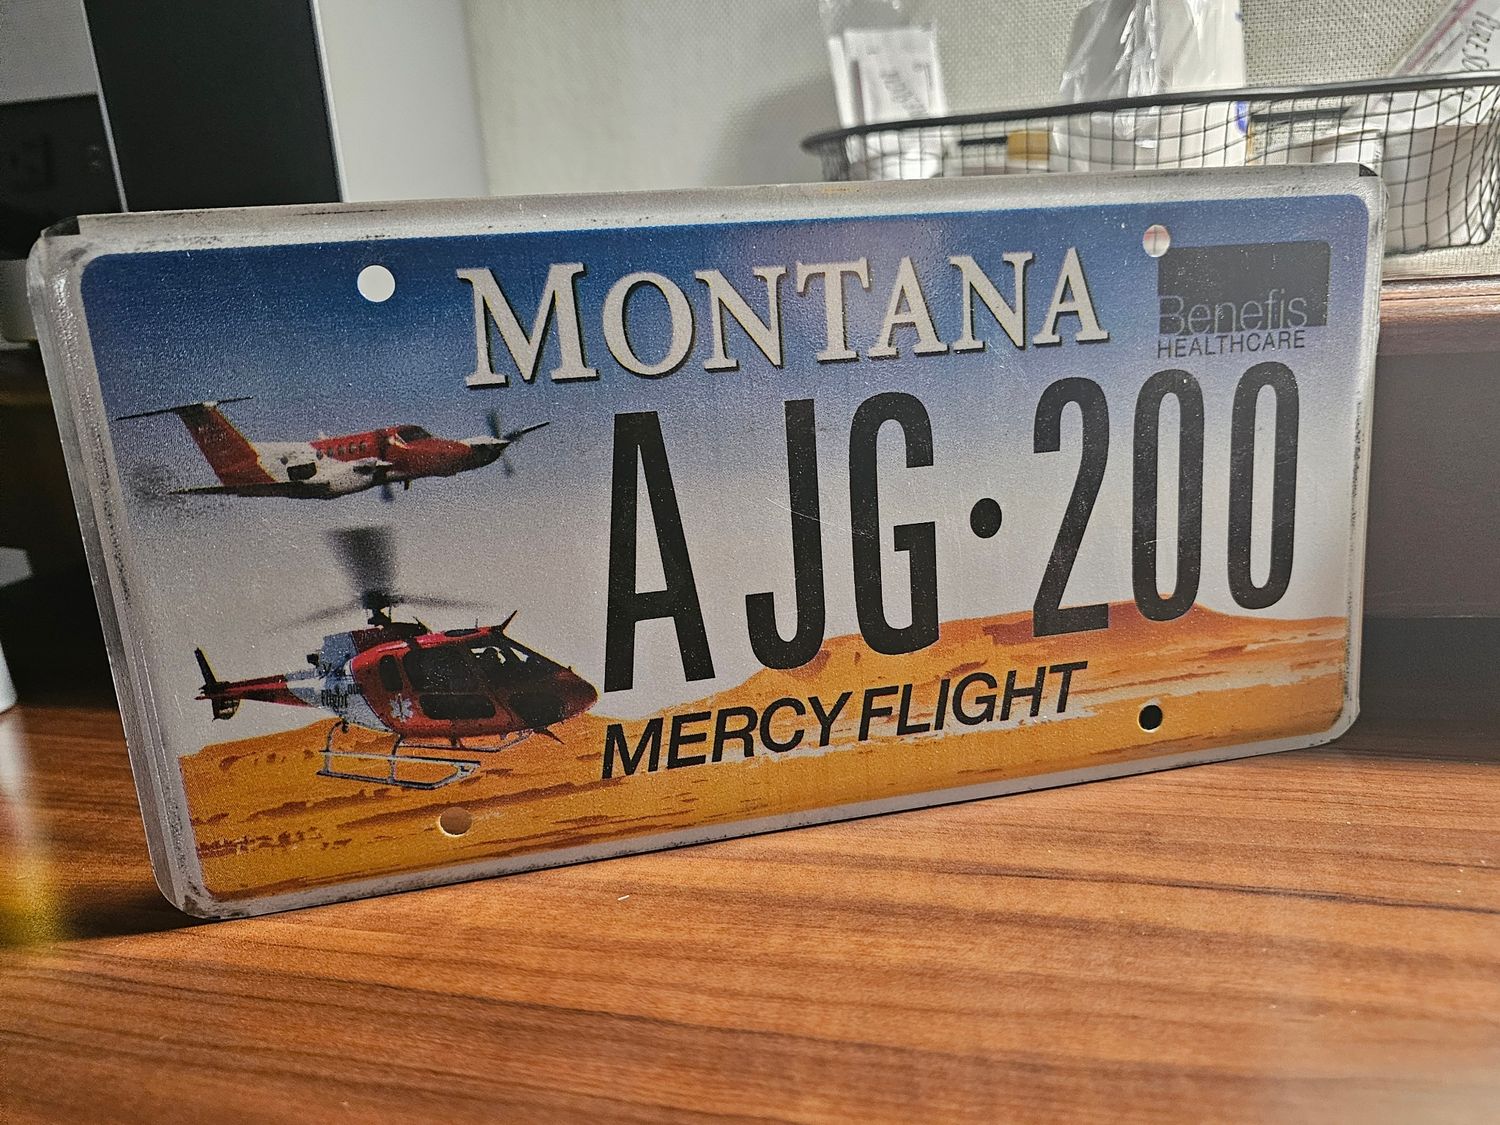 MONTANA
Benefis
HEALTHCARE
AJG•200
MERCY FLIGHT